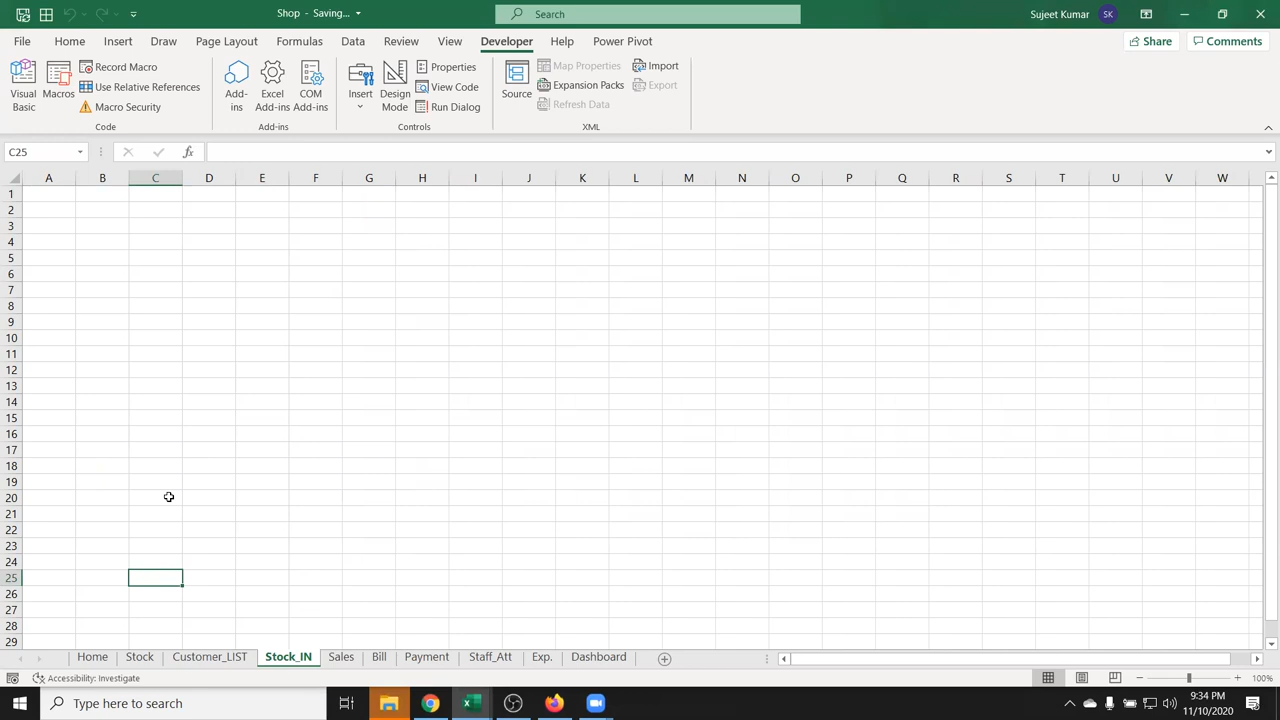 Shop - Saving...
Search
Sujeet Kumar
SK
File Home Insert Draw Page Layout Formulas Data Review View Developer Help Power Pivot
Share
Comments
Visual Basic
Macros
Record Macro
Use Relative References
Macro Security
Code
Add-ins
Excel Add-ins
COM Add-ins
Add-ins
Insert
Design Mode
Properties
View Code
Run Dialog
Controls
Source
Map Properties
Expansion Packs
Refresh Data
Import
Export
XML
C25
fx
A B C D E F G H I J K L M N O P Q R S T U V W
1
2
3
4
5
6
7
8
9
10
11
12
13
14
15
16
17
18
19
20
21
22
23
24
25
26
27
28
29
Home Stock Customer_LIST Stock_IN Sales Bill Payment Staff_Att Exp. Dashboard
Accessibility: Investigate
100%
Type here to search
9:34 PM
11/10/2020